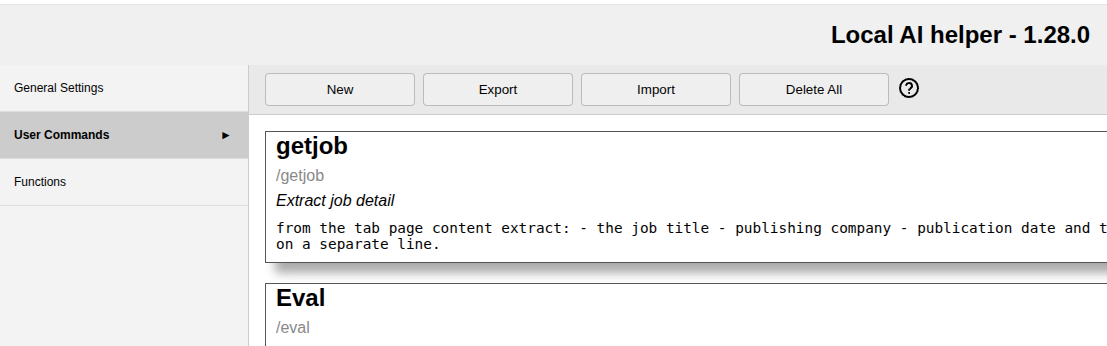 Local AI helper - 1.28.0
General Settings
User Commands ►
Functions
New Export Import Delete All ?
getjob
/getjob
Extract job detail
from the tab page content extract: - the job title - publishing company - publication date and t
on a separate line.
Eval
/eval